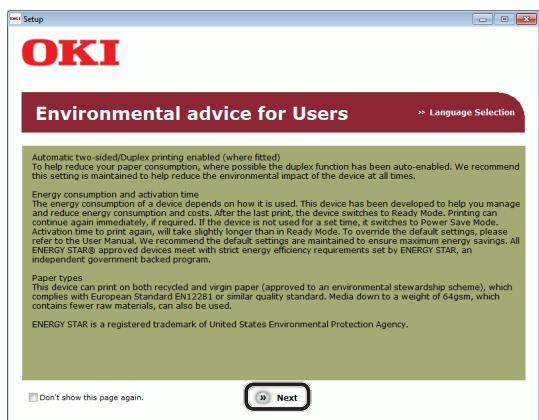 OKI Setup
OKI
Environmental advice for Users
» Language Selection
Automatic two-sided/Duplex printing enabled (where fitted)
To help reduce your paper consumption, where possible the duplex function has been auto-enabled. We recommend
this setting is maintained to help reduce the environmental impact of the device at all times.
Energy consumption and activation time
The energy consumption of a device depends on how it is used. This device has been developed to help you manage
and reduce energy consumption and costs. After the last print, the device switches to Ready Mode. Printing can
continue again immediately, if required. If the device is not used for a set time, it switches to Power Save Mode.
Activation time to print again, will take slightly longer than in Ready Mode. To override the default settings, please
refer to the User Manual. We recommend the default settings are maintained to ensure maximum energy savings. All
ENERGY STAR® approved devices meet with strict energy efficiency requirements set by ENERGY STAR, an
independent government backed program.
Paper types
This device can print on both recycled and virgin paper (approved to an environmental stewardship scheme), which
complies with European Standard EN12281 or similar quality standard. Media down to a weight of 64gsm, which
contains fewer raw materials, can also be used.
ENERGY STAR is a registered trademark of United States Environmental Protection Agency.
Don't show this page again.
» Next